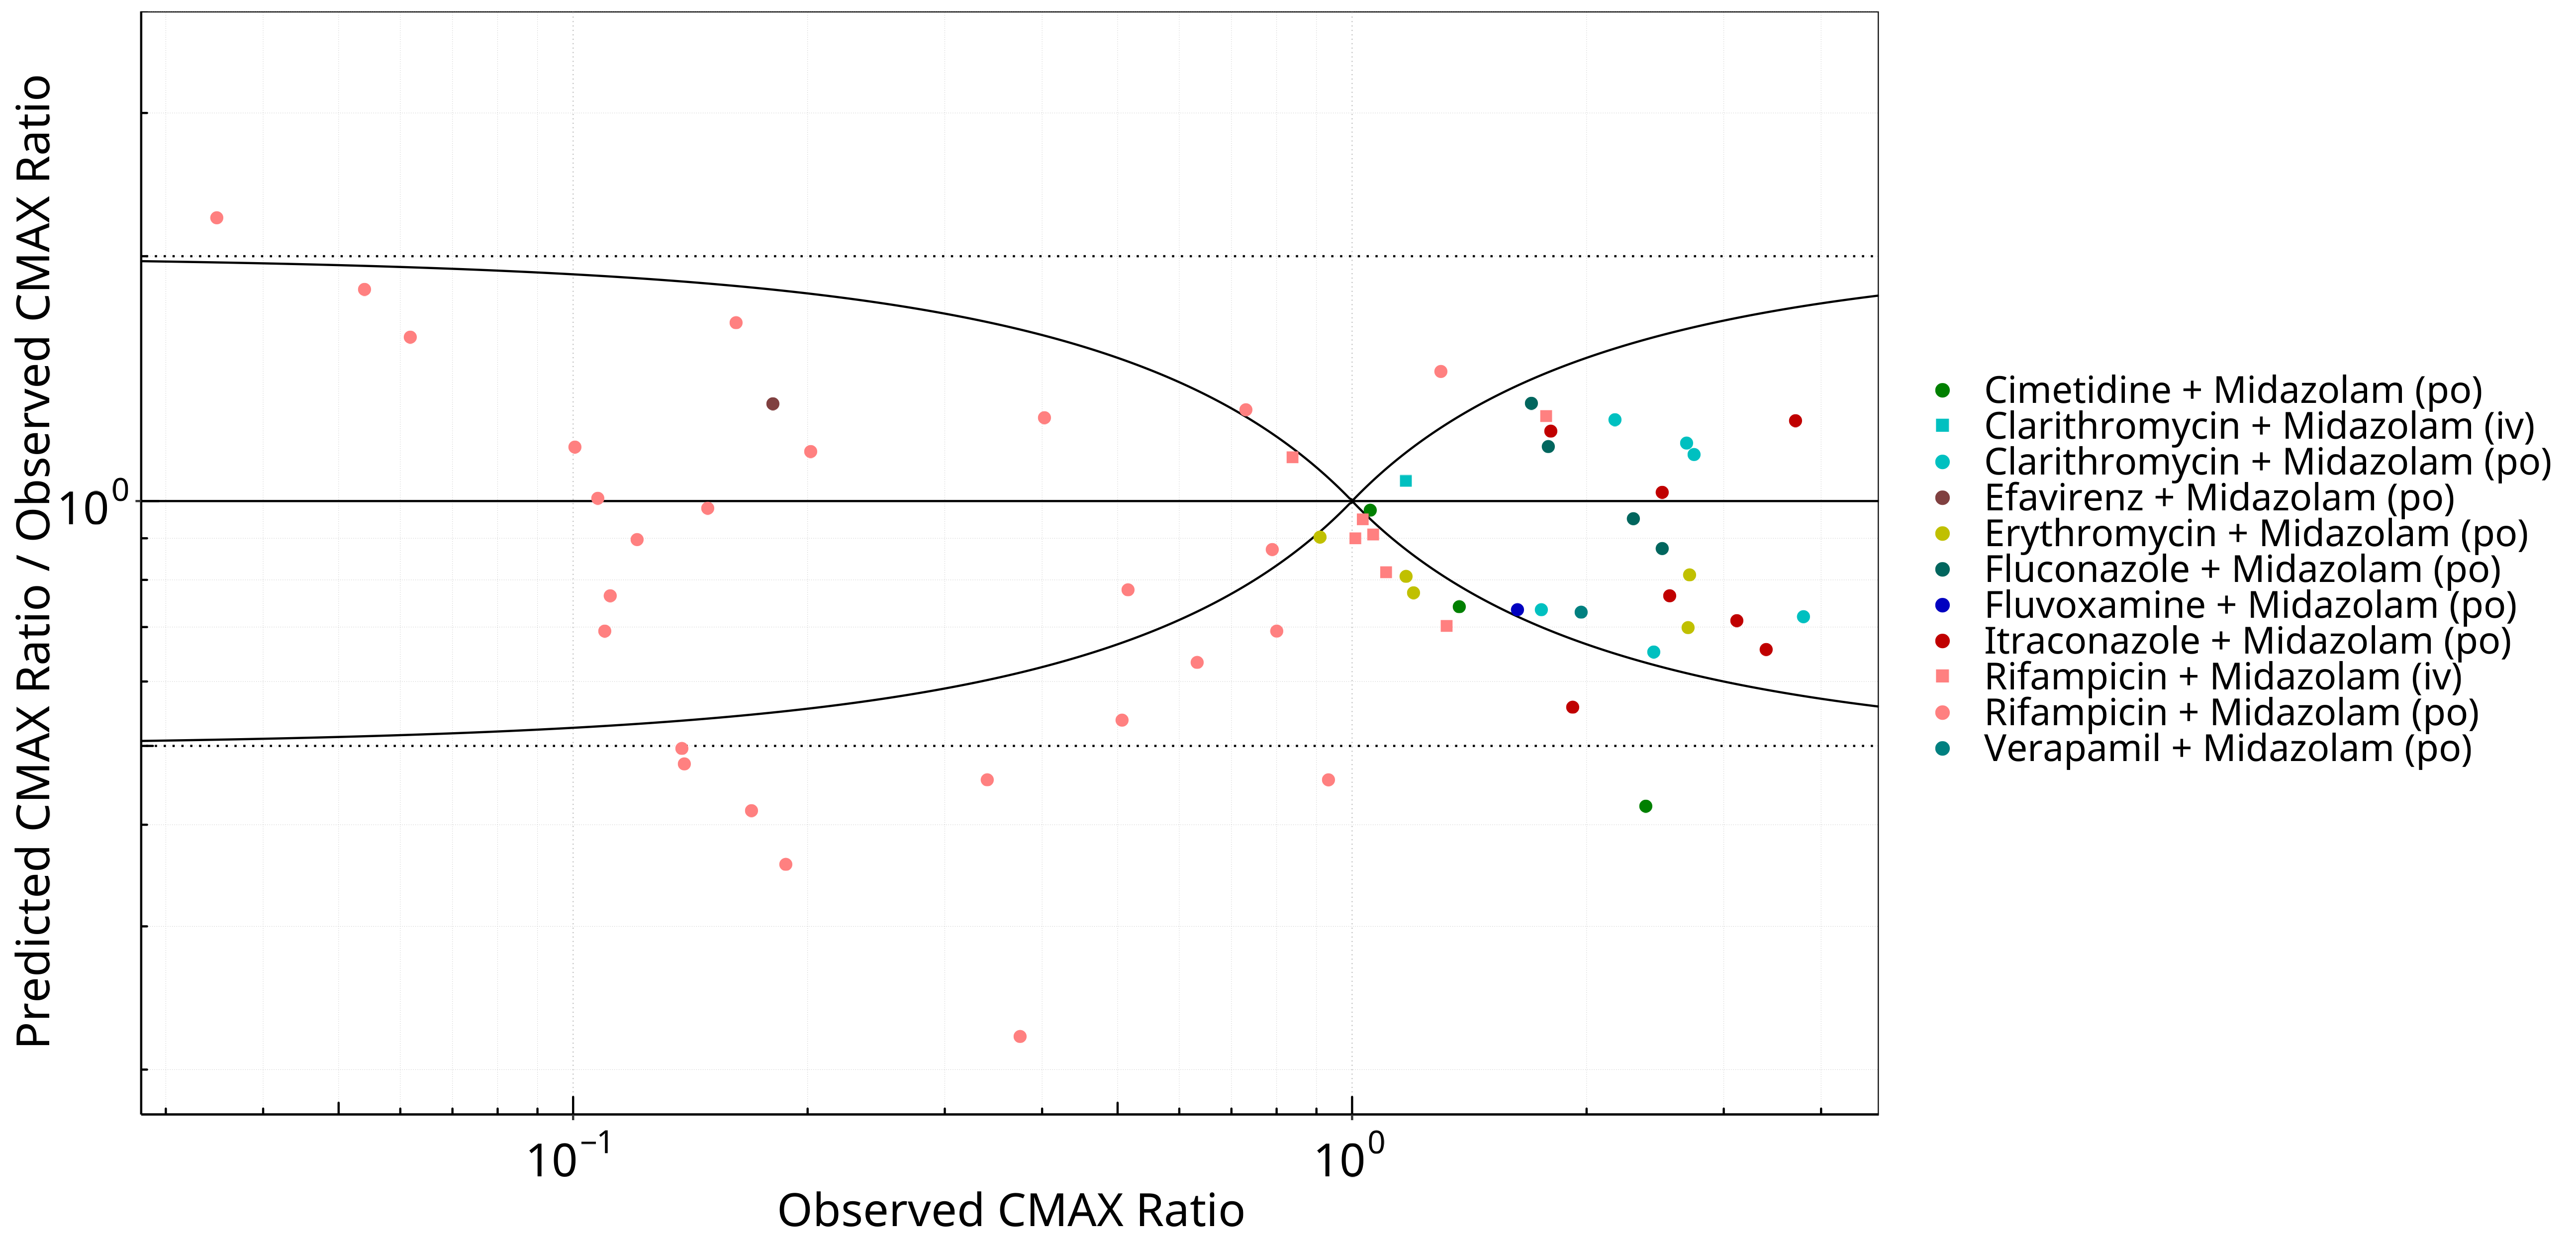 Predicted CMAX Ratio / Observed CMAX Ratio
10⁰
10⁻¹
10⁰
Observed CMAX Ratio
Cimetidine + Midazolam (po)
Clarithromycin + Midazolam (iv)
Clarithromycin + Midazolam (po)
Efavirenz + Midazolam (po)
Erythromycin + Midazolam (po)
Fluconazole + Midazolam (po)
Fluvoxamine + Midazolam (po)
Itraconazole + Midazolam (po)
Rifampicin + Midazolam (iv)
Rifampicin + Midazolam (po)
Verapamil + Midazolam (po)